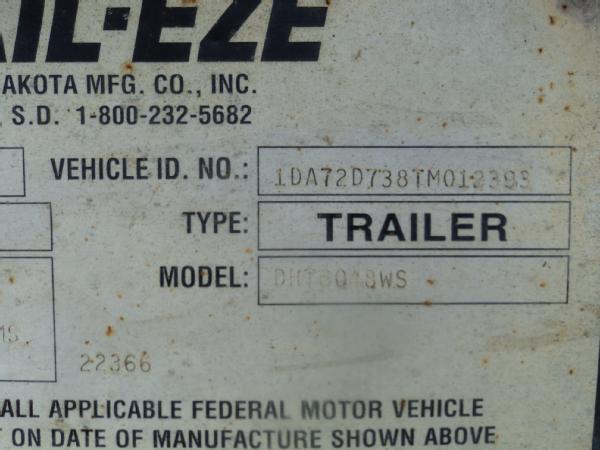 AIL-EZE
AKOTA MFG. CO., INC.
S.D. 1-800-232-5682
VEHICLE ID. NO.: 1DA72D738TM012393
TYPE: TRAILER
MODEL:
22366
ALL APPLICABLE FEDERAL MOTOR VEHICLE
T ON DATE OF MANUFACTURE SHOWN ABOVE